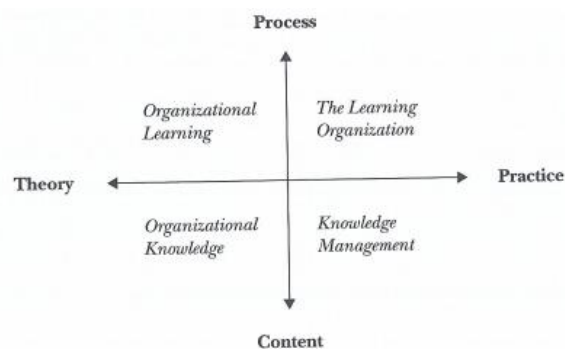 Process
Organizational
Learning
The Learning
Organization
Theory
Practice
Organizational
Knowledge
Knowledge
Management
Content